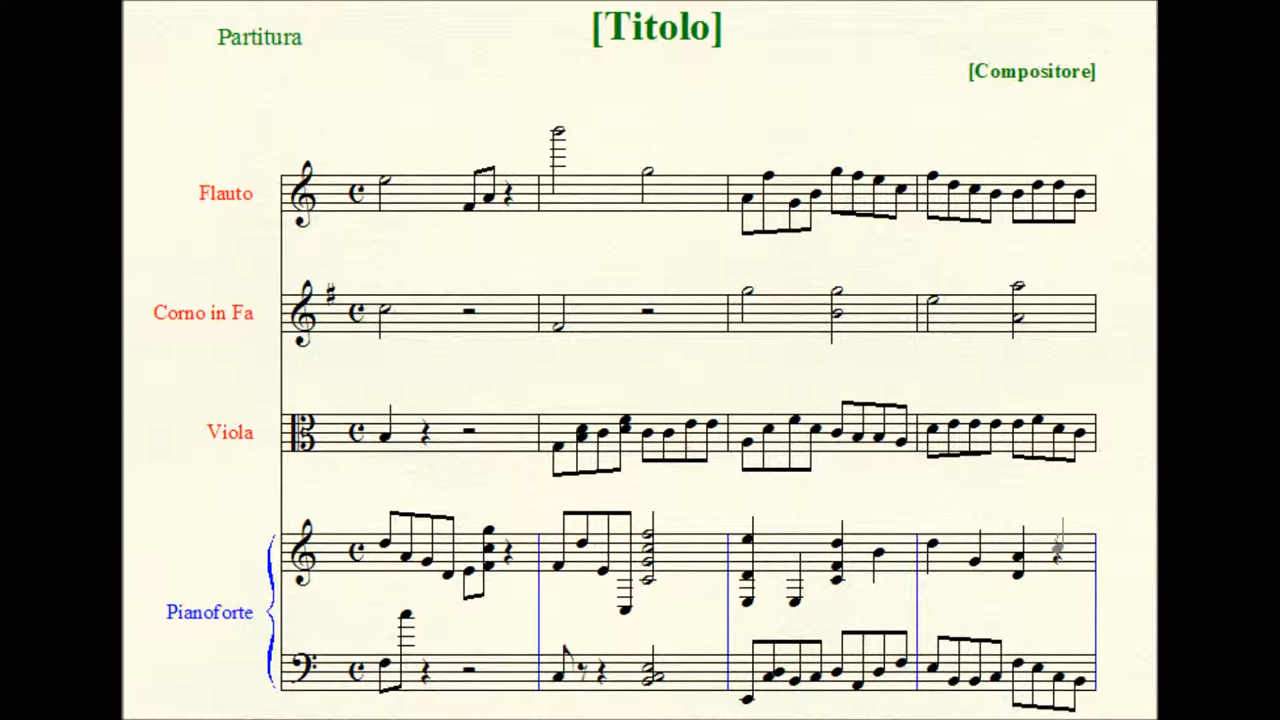 Partitura
[Titolo]
[Compositore]
Flauto
Corno in Fa
Viola
Pianoforte